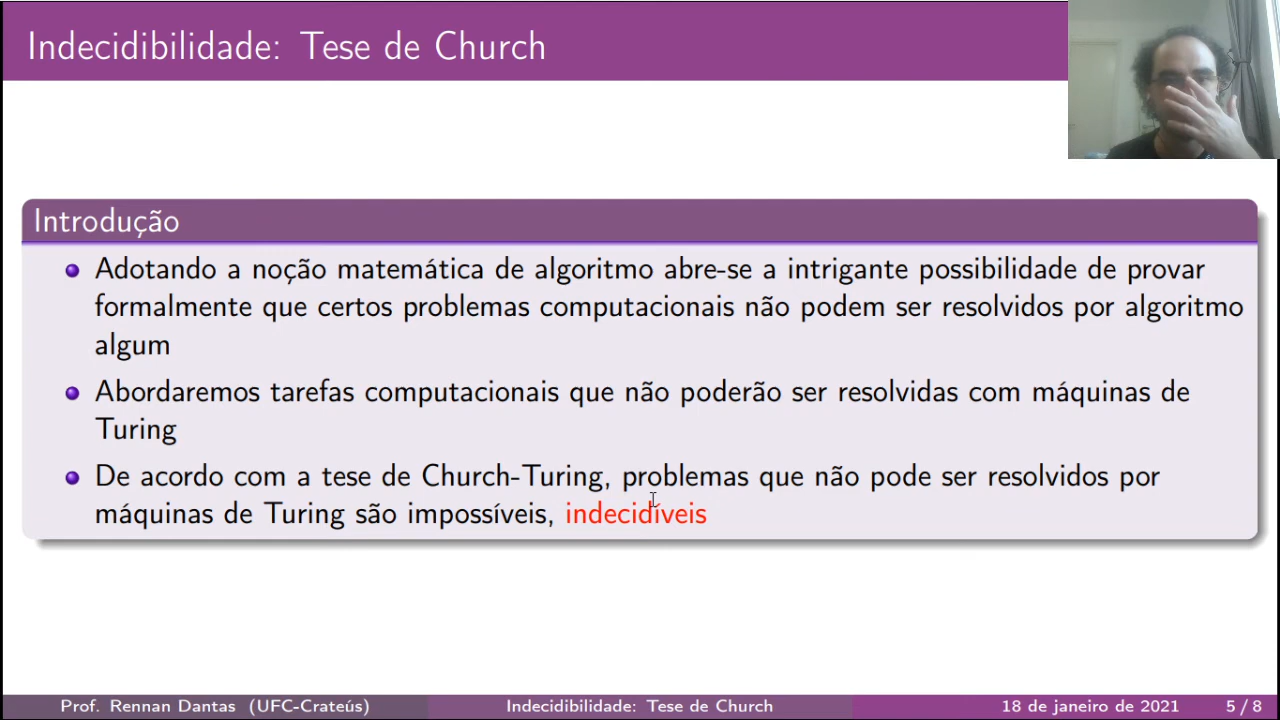 Indecidibilidade: Tese de Church
Introdução
Adotando a noção matemática de algoritmo abre-se a intrigante possibilidade de provar
formalmente que certos problemas computacionais não podem ser resolvidos por algoritmo
algum
Abordaremos tarefas computacionais que não poderão ser resolvidas com máquinas de
Turing
De acordo com a tese de Church-Turing, problemas que não pode ser resolvidos por
máquinas de Turing são impossíveis, indecidíveis
Prof. Rennan Dantas (UFC-Crateús) Indecidibilidade: Tese de Church 18 de janeiro de 2021 5 / 8